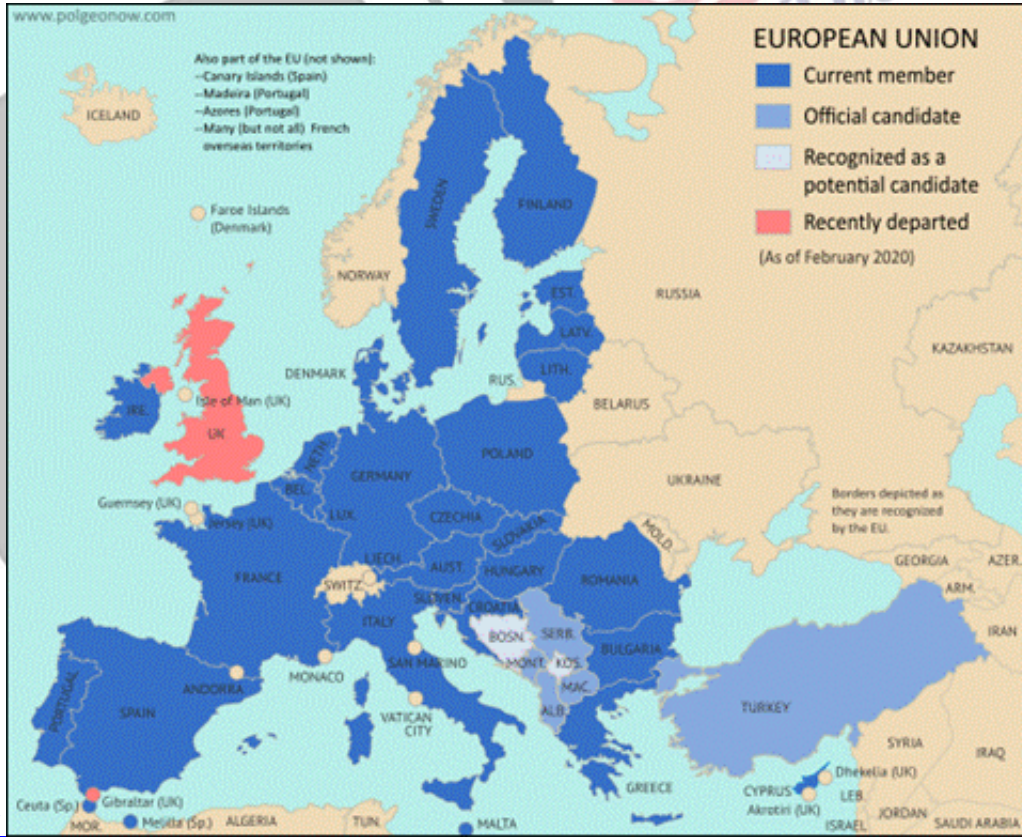 www.polgeonow.com
Also part of the EU (not shown):
--Canary Islands (Spain)
--Madeira (Portugal)
--Azores (Portugal)
--Many (but not all) French
overseas territories
EUROPEAN UNION
Current member
Official candidate
Recognized as a
potential candidate
Recently departed
(As of February 2020)
ICELAND
Faroe Islands
(Denmark)
SWEDEN
FINLAND
NORWAY
RUSSIA
EST.
LATV.
LITH.
RUS.
KAZAKHSTAN
DENMARK
BELARUS
IRE.
Isle of Man (UK)
UK
NETH.
BEL.
GERMANY
POLAND
UKRAINE
Guernsey (UK)
Jersey (UK)
LUX.
CZECHIA
SLOVAKIA
MOLD.
Borders depicted as
they are recognized
by the EU.
FRANCE
LIECH.
SWITZ.
AUST.
HUNGARY
ROMANIA
GEORGIA
AZER.
ARM.
SLOVEN.
CROATIA
ITALY
BOSN.
SERB.
BULGARIA
IRAN
SAN MARINO
MONT.
KOS.
MONACO
ANDORRA
MAC.
ALB.
PORTUGAL
SPAIN
VATICAN
CITY
TURKEY
GREECE
SYRIA
IRAQ
CYPRUS
Dhekelia (UK)
Akrotiri (UK)
LEB.
Ceuta (Sp.)
Gibraltar (UK)
MOR.
Melilla (Sp.)
ALGERIA
TUN.
MALTA
ISRAEL
JORDAN
SAUDI ARABIA